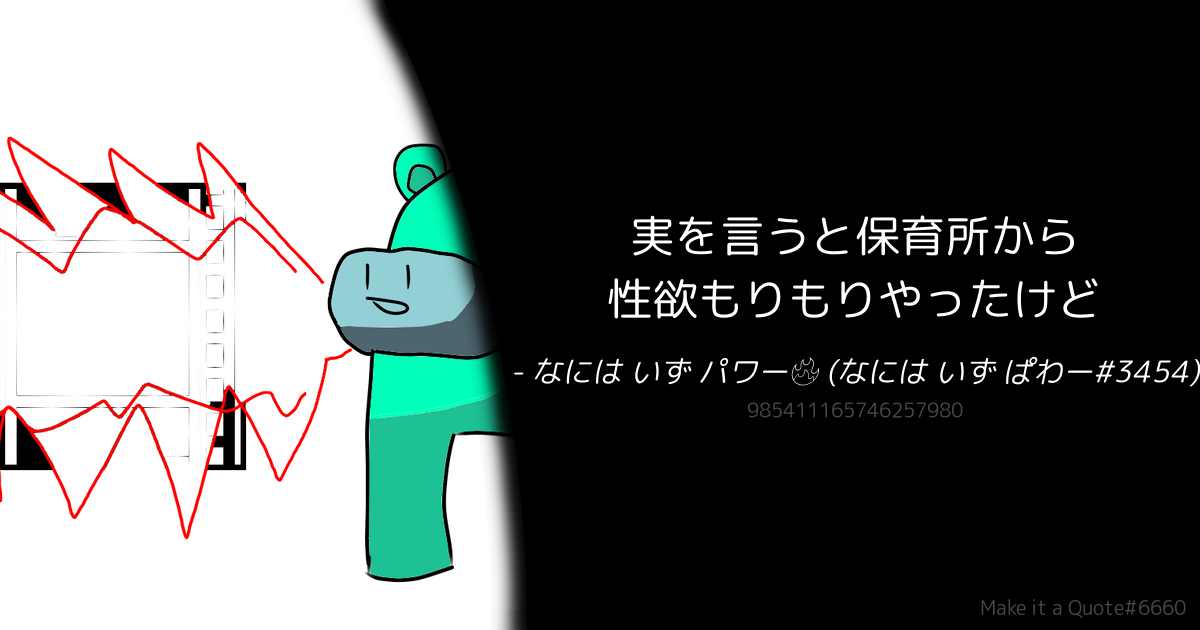 実を言うと保育所から
性欲もりもりやったけど
- なには いず パワー🔥 (なには いず ぱわー#3454)
985411165746257980
Make it a Quote#6660